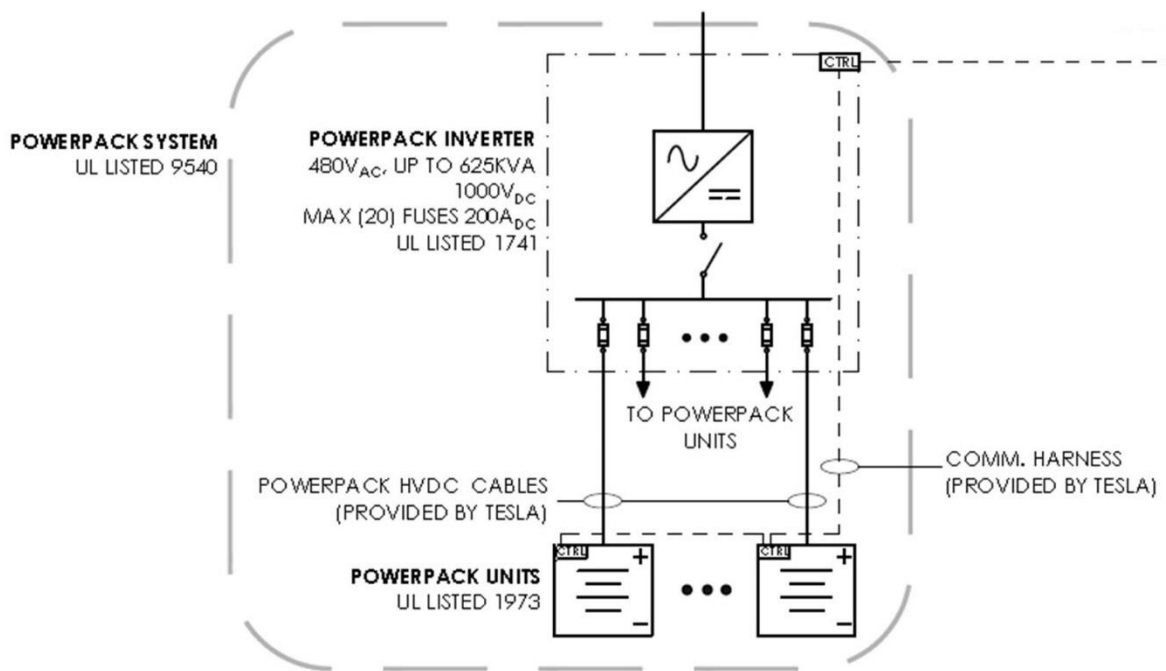 CTRL
POWERPACK SYSTEM
UL LISTED 9540
POWERPACK INVERTER
480VAC, UP TO 625KVA
1000VDC
MAX (20) FUSES 200ADC
UL LISTED 1741
TO POWERPACK
UNITS
COMM. HARNESS
(PROVIDED BY TESLA)
POWERPACK HVDC CABLES
(PROVIDED BY TESLA)
CTRL
+
−
CTRL
+
−
POWERPACK UNITS
UL LISTED 1973